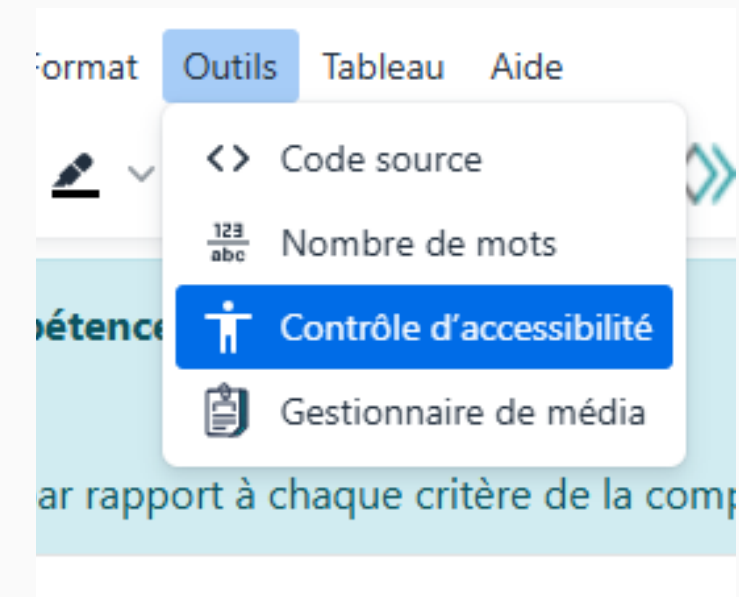 Format Outils Tableau Aide
Code source
123
abc
Nombre de mots
pétence
Contrôle d’accessibilité
Gestionnaire de média
ar rapport à chaque critère de la comp